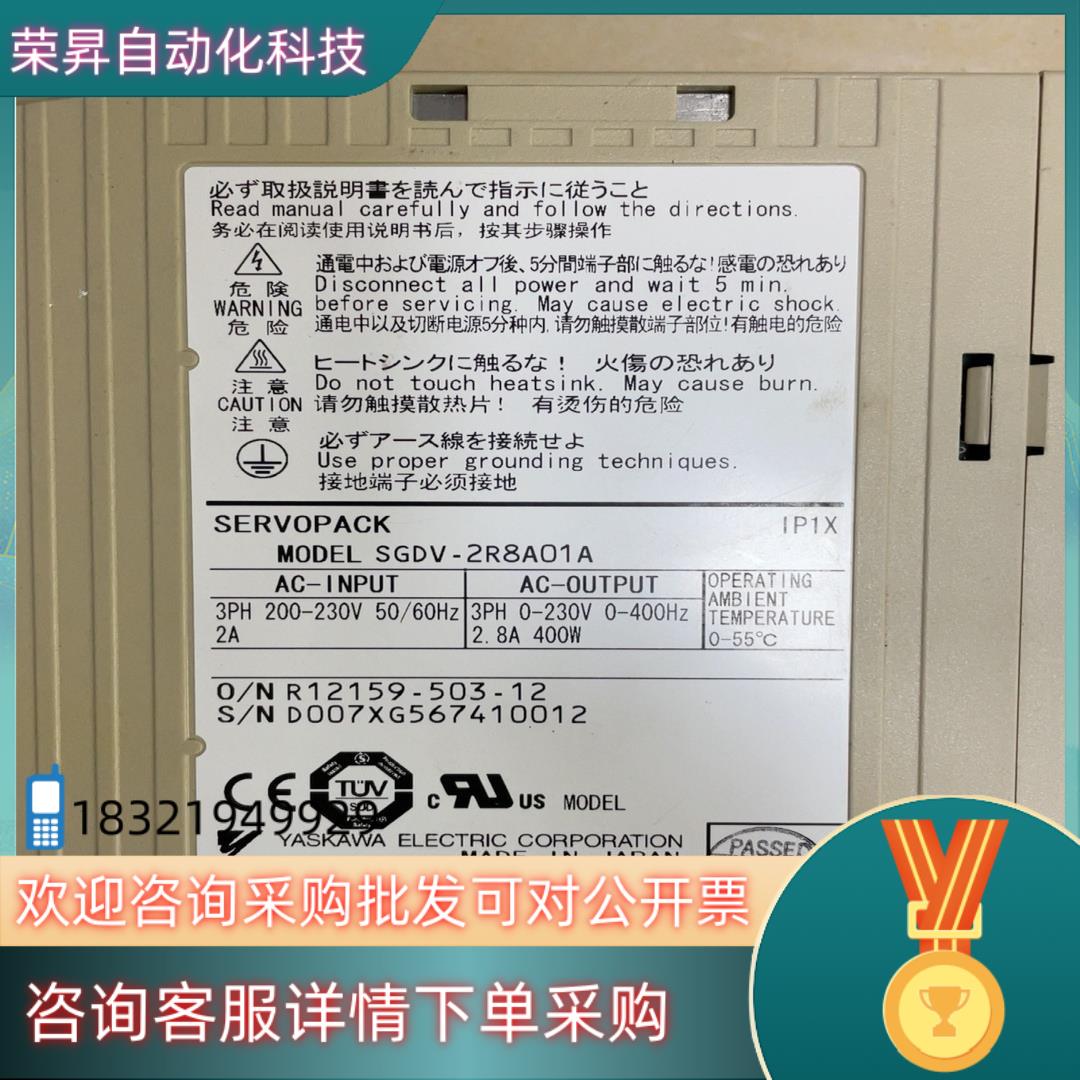 荣昇自动化科技
必ず取扱説明書を読んで指示に従うこと
Read manual carefully and follow the directions.
务必在阅读使用说明书后，按其步骤操作
危 険
WARNING
危 险
通電中および電源オフ後、5分間端子部に触るな!感電の恐れあり
Disconnect all power and wait 5 min.
before servicing. May cause electric shock.
通电中以及切断电源5分种内,请勿触摸散端子部位!有触电的危险
注 意
CAUTION
注 意
ヒートシンクに触るな！ 火傷の恐れあり
Do not touch heatsink. May cause burn.
请勿触摸散热片！ 有烫伤的危险
必ずアース線を接続せよ
Use proper grounding techniques.
接地端子必须接地
SERVOPACK IP1X
MODEL SGDV-2R8A01A
AC-INPUT
3PH 200-230V 50/60Hz
2A
AC-OUTPUT
3PH 0-230V 0-400Hz
2.8A 400W
OPERATING
AMBIENT
TEMPERATURE
0-55℃
O/N R12159-503-12
S/N D007XG567410012
CE TÜV c RU US MODEL
1832194992
YASKAWA ELECTRIC CORPORATION
MADE IN JAPAN
PASSED
欢迎咨询采购批发可对公开票
咨询客服详情下单采购